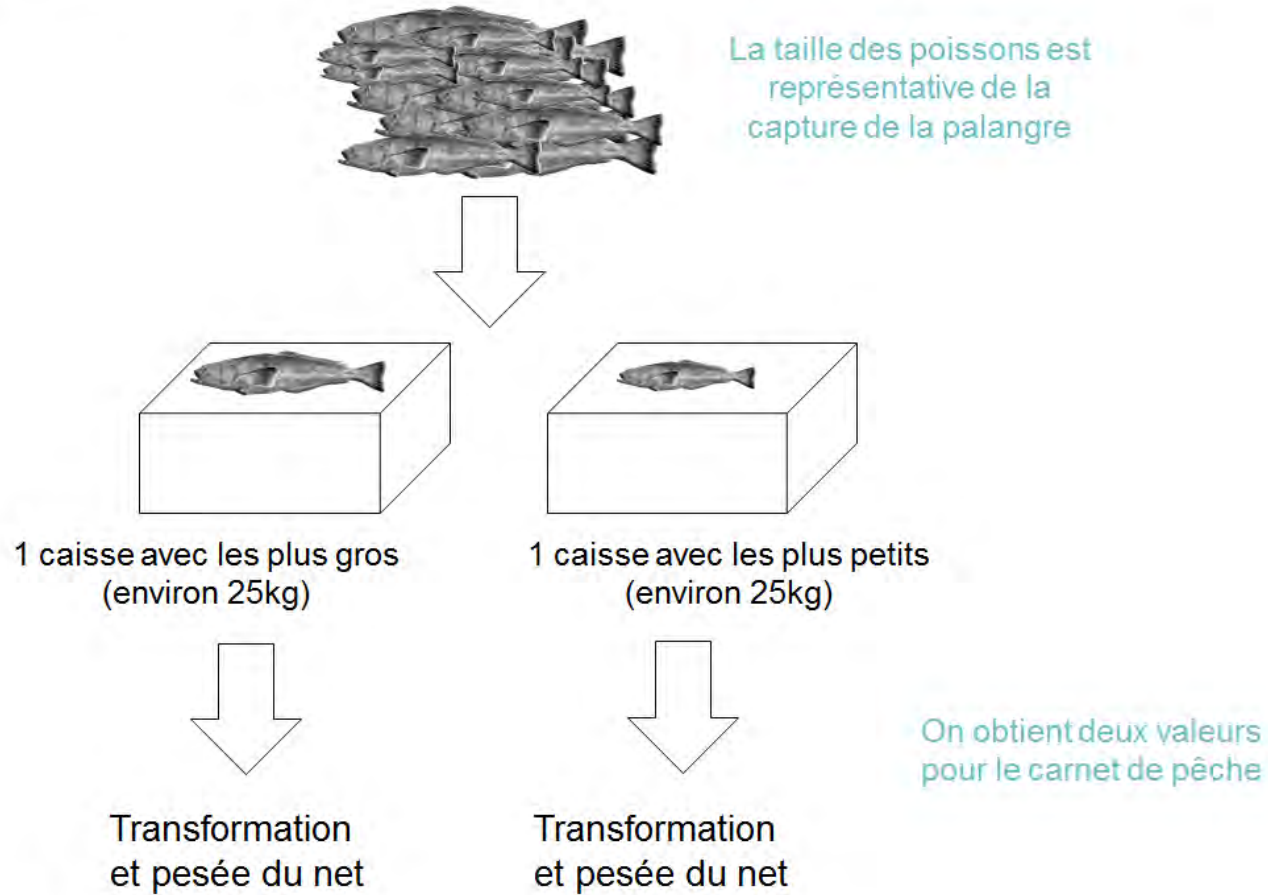 La taille des poissons est
représentative de la
capture de la palangre
1 caisse avec les plus gros
(environ 25kg)
1 caisse avec les plus petits
(environ 25kg)
On obtient deux valeurs
pour le carnet de pêche
Transformation
et pesée du net
Transformation
et pesée du net